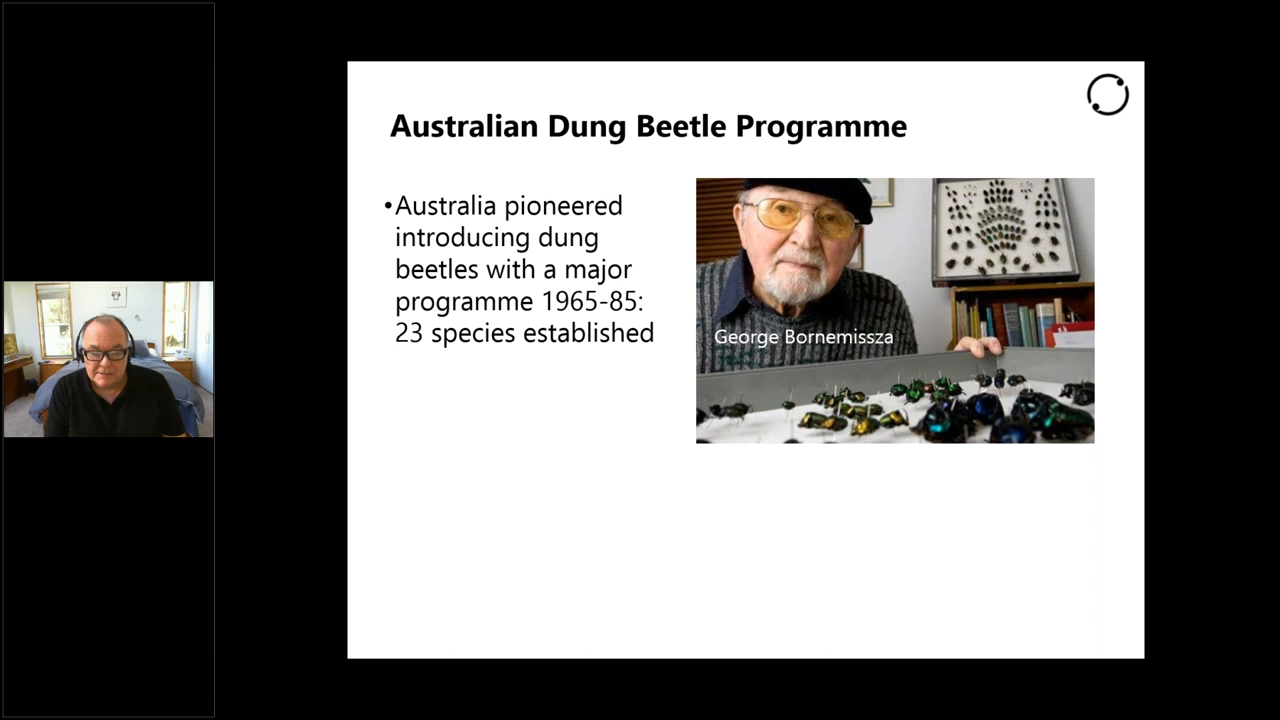 Australian Dung Beetle Programme
•Australia pioneered
introducing dung
beetles with a major
programme 1965-85:
23 species established
George Bornemissza